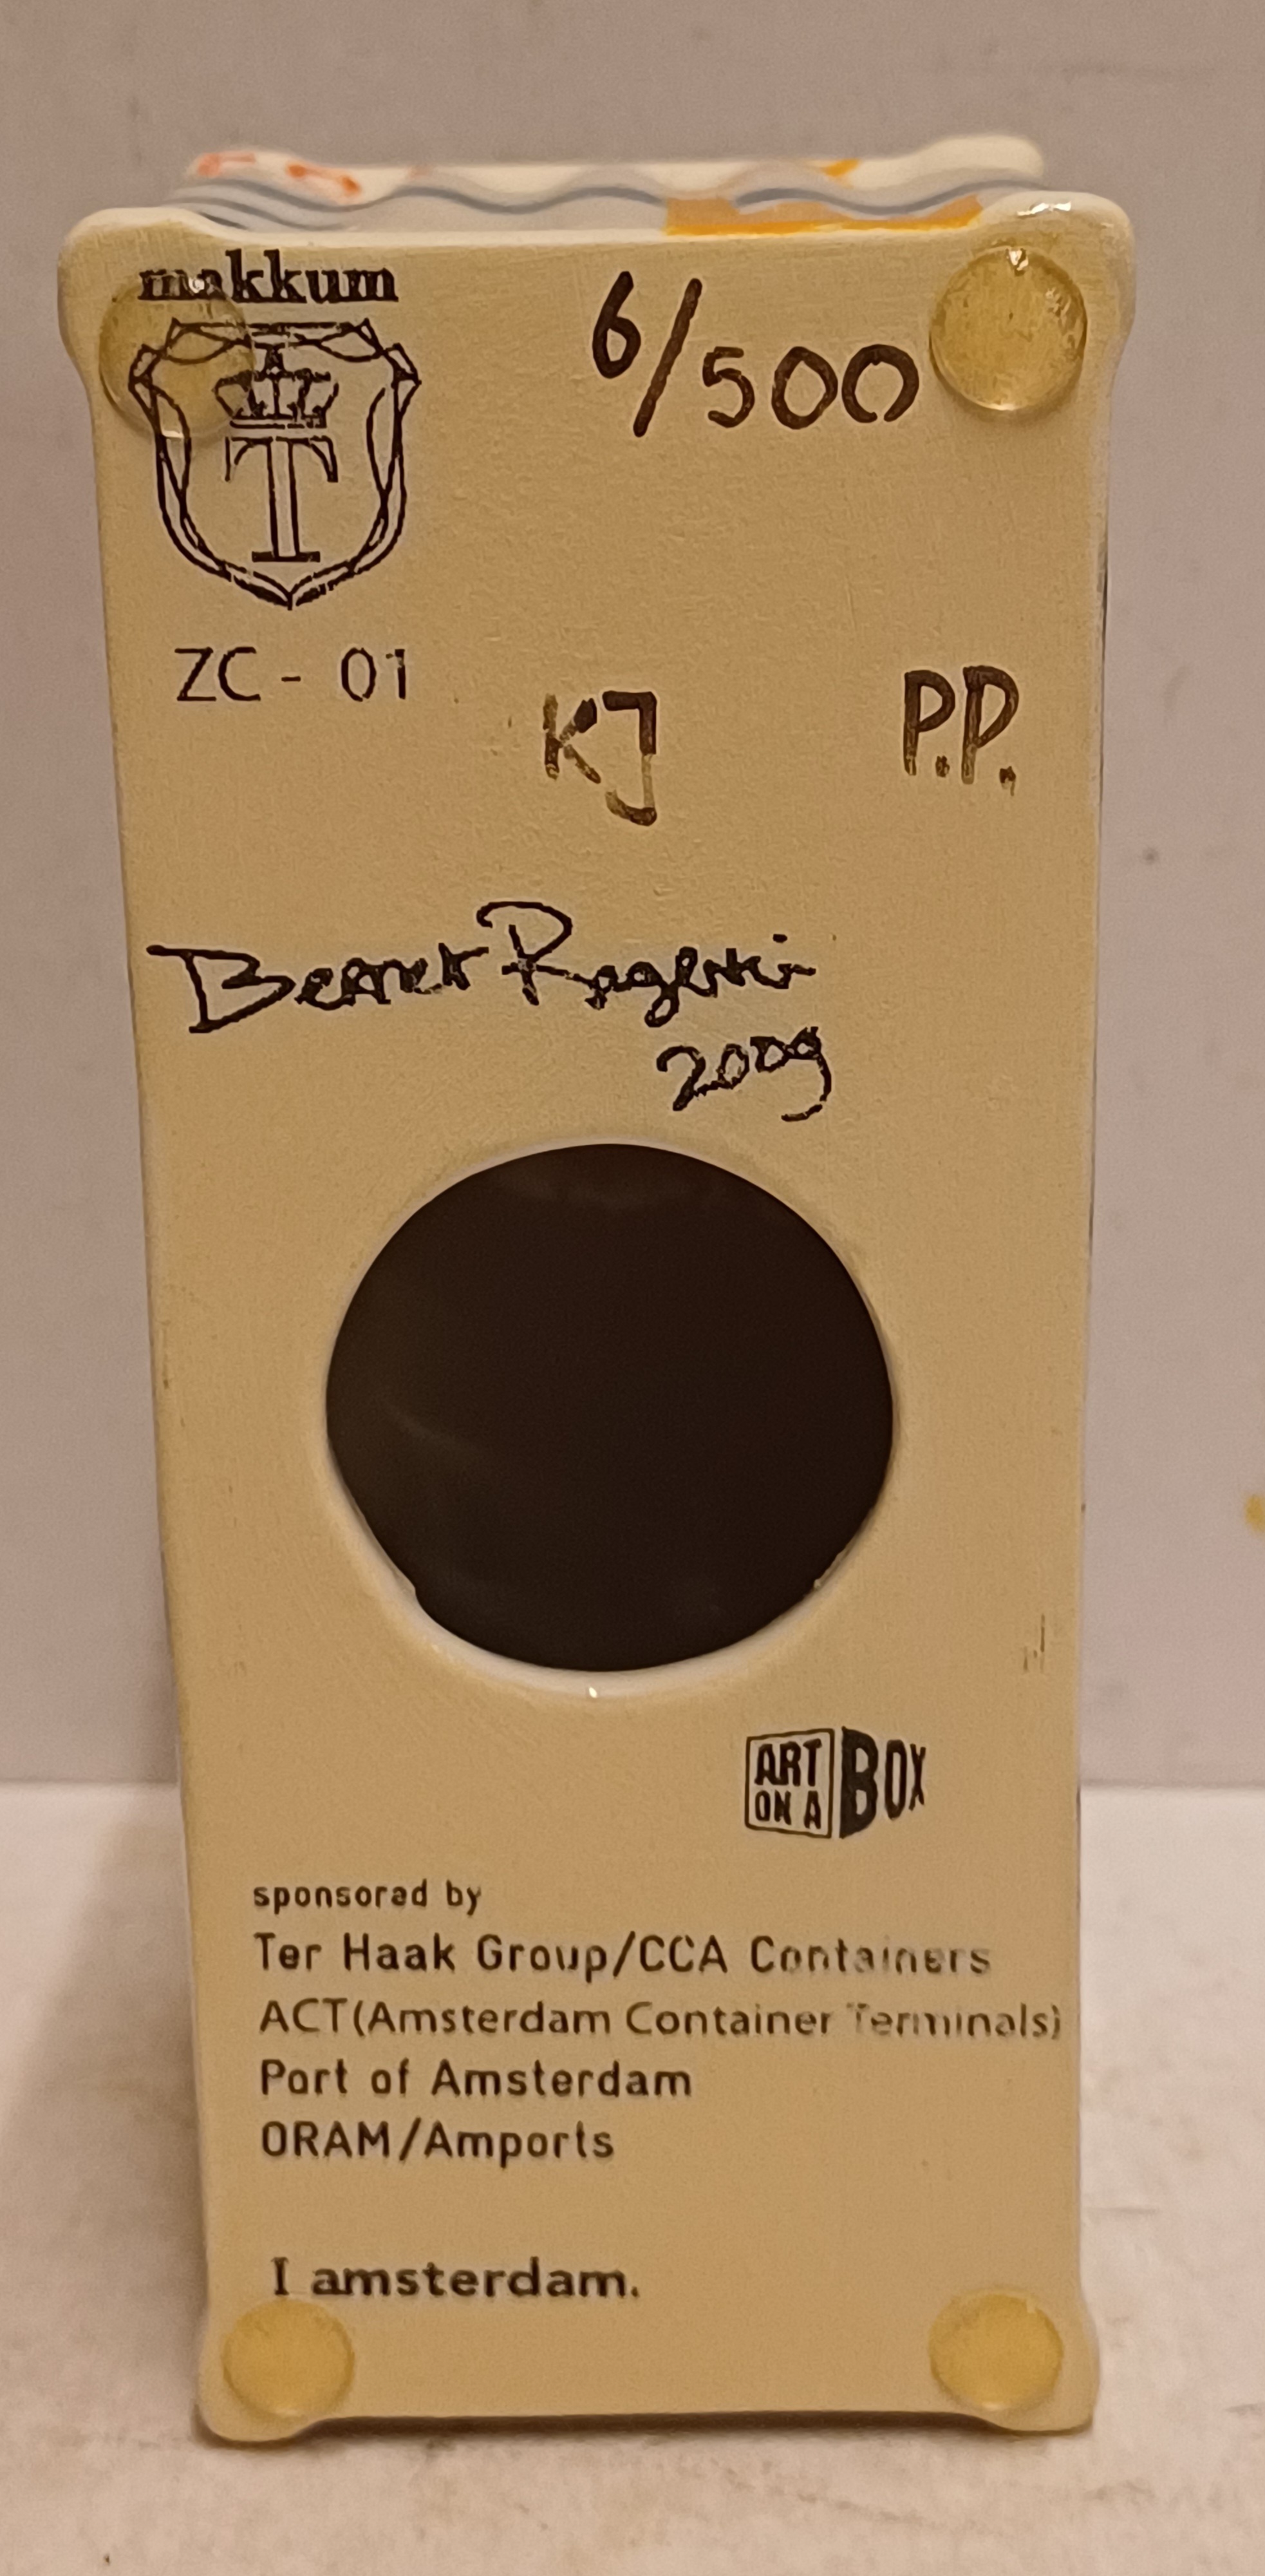 makkum
6/500
T
ZC - 01
KJ
P.P.
2009
ART
ON A
BOX
sponsored by
Ter Haak Group/CCA Containers
ACT(Amsterdam Container Terminals)
Port of Amsterdam
ORAM/Amports
I amsterdam.